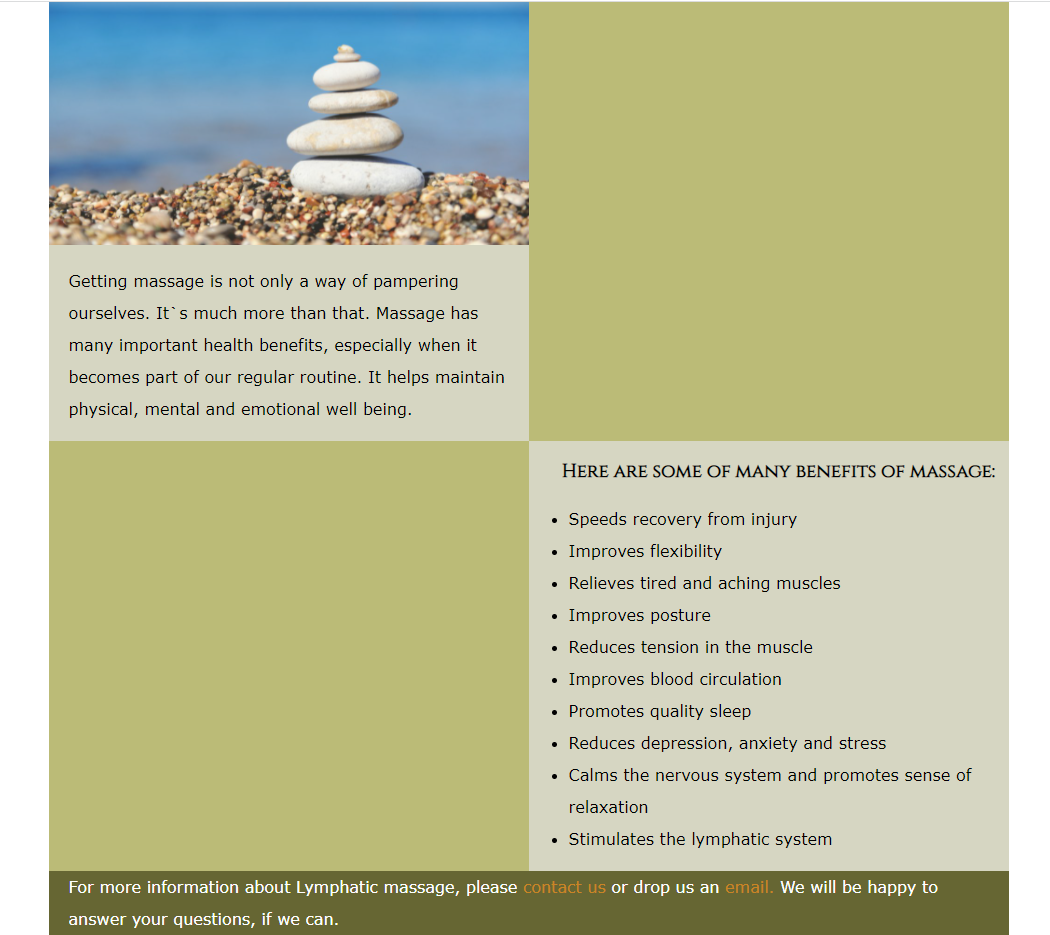 Getting massage is not only a way of pampering
ourselves. It`s much more than that. Massage has
many important health benefits, especially when it
becomes part of our regular routine. It helps maintain
physical, mental and emotional well being.
Here are some of many benefits of massage:
• Speeds recovery from injury
• Improves flexibility
• Relieves tired and aching muscles
• Improves posture
• Reduces tension in the muscle
• Improves blood circulation
• Promotes quality sleep
• Reduces depression, anxiety and stress
• Calms the nervous system and promotes sense of
relaxation
• Stimulates the lymphatic system
For more information about Lymphatic massage, please contact us or drop us an email. We will be happy to
answer your questions, if we can.